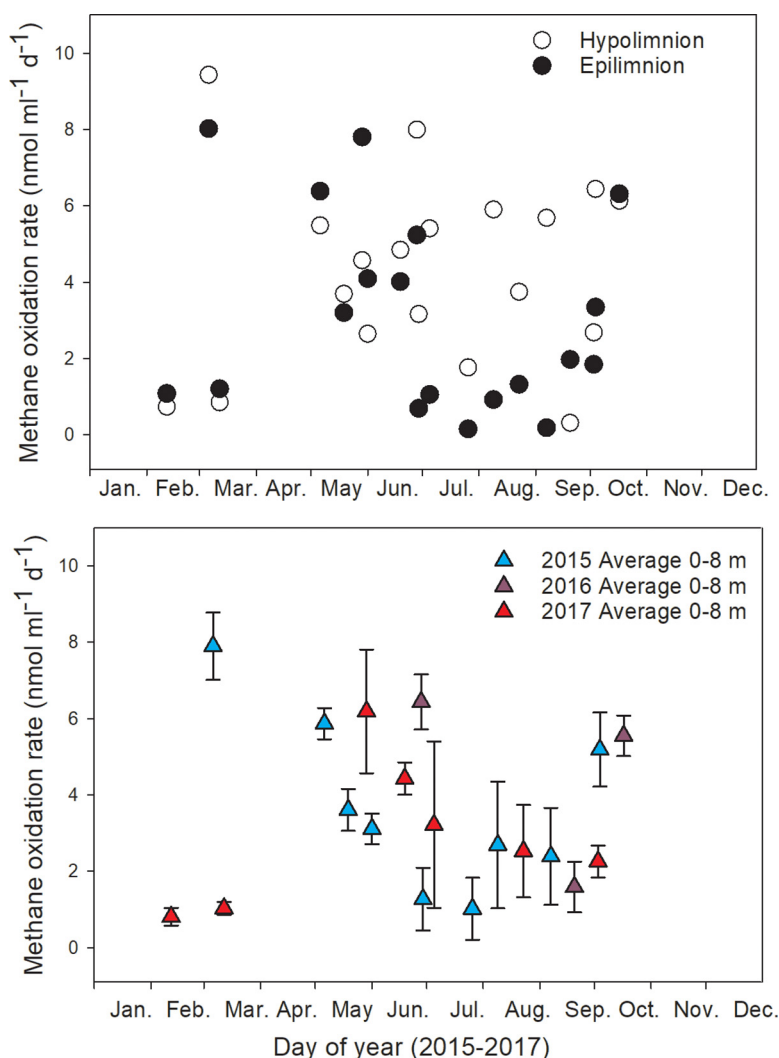 Methane oxidation rate (nmol ml⁻¹ d⁻¹)
10
8
6
4
2
0
Hypolimnion
Epilimnion
Jan. Feb. Mar. Apr. May Jun. Jul. Aug. Sep. Oct. Nov. Dec.
Methane oxidation rate (nmol ml⁻¹ d⁻¹)
10
8
6
4
2
0
2015 Average 0-8 m
2016 Average 0-8 m
2017 Average 0-8 m
Jan. Feb. Mar. Apr. May Jun. Jul. Aug. Sep. Oct. Nov. Dec.
Day of year (2015-2017)